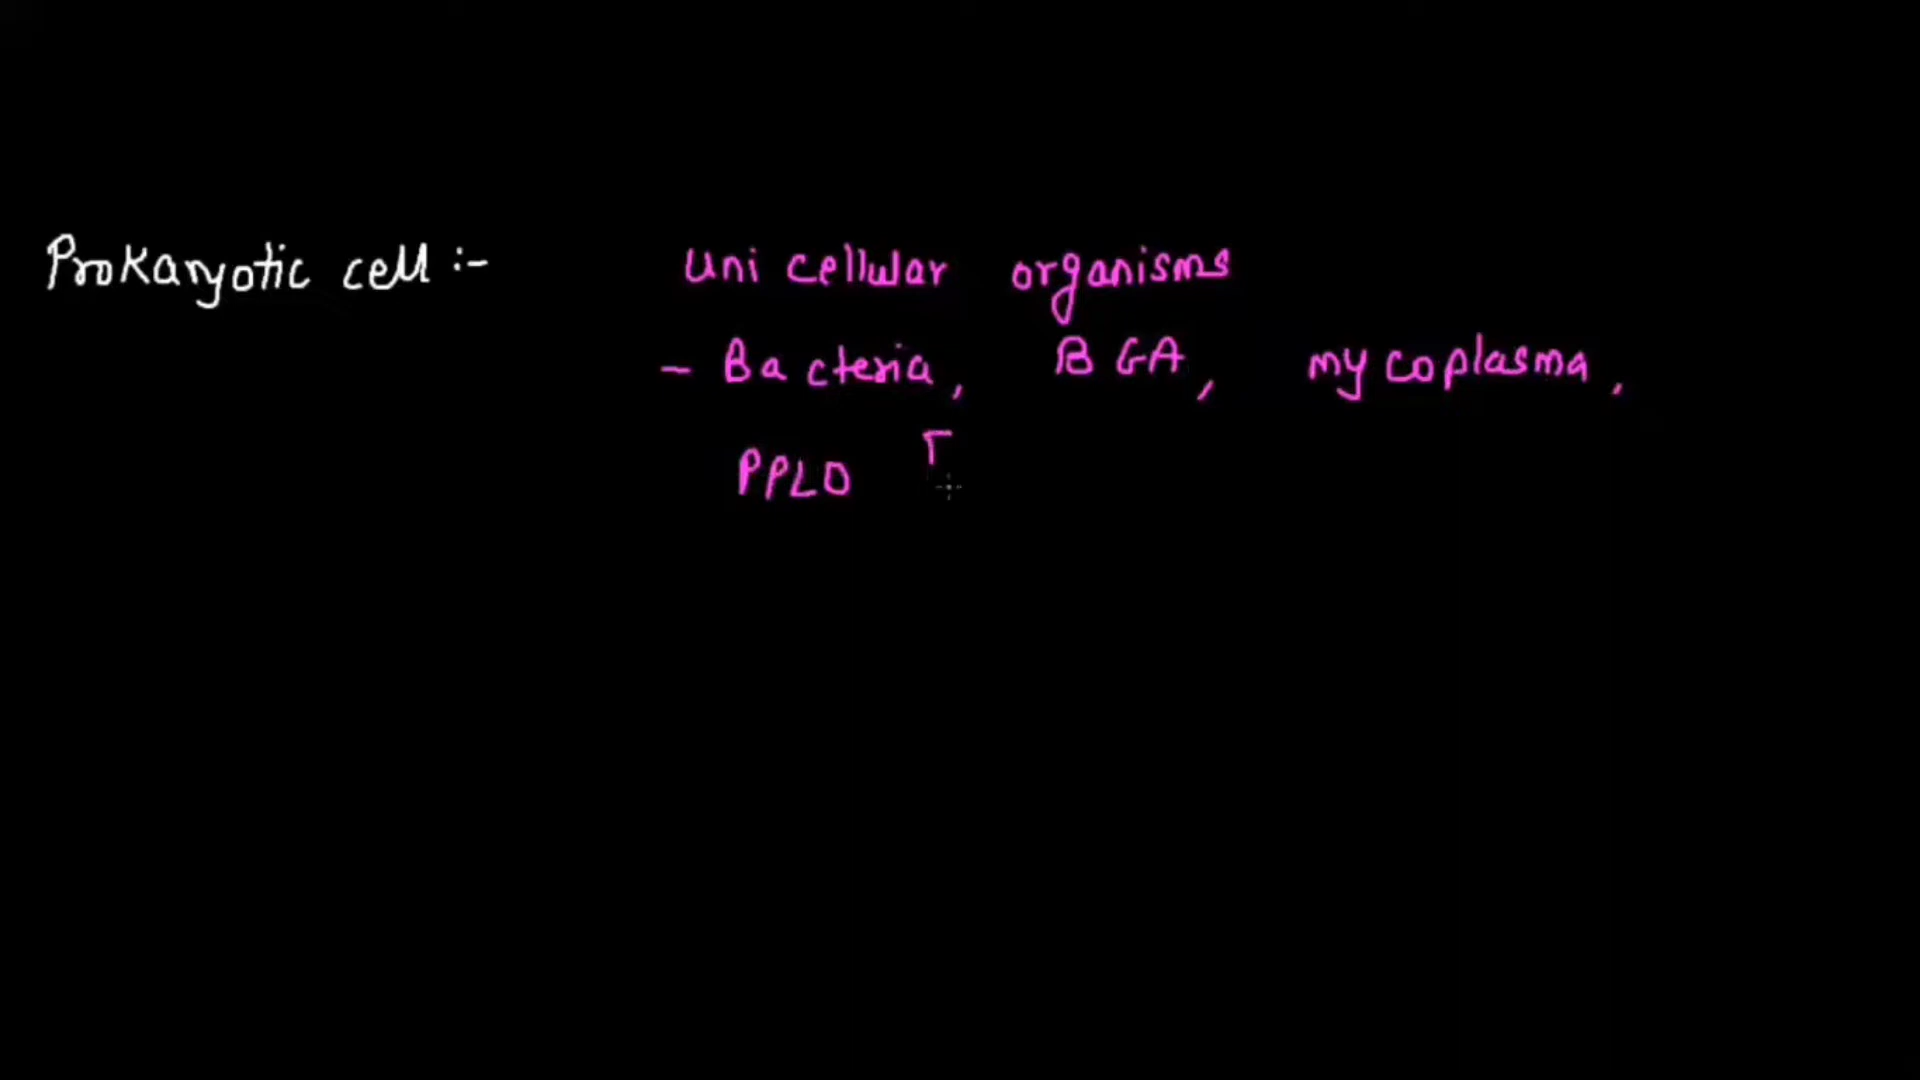 Prokaryotic cell :- Uni cellular organisms
- Bacteria, BGA, mycoplasma,
PPLO [